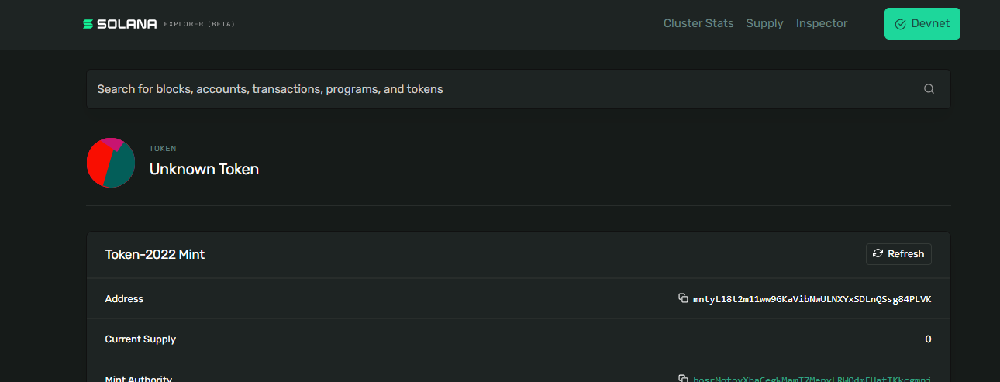 SOLANA EXPLORER (BETA) Cluster Stats Supply Inspector Devnet
Search for blocks, accounts, transactions, programs, and tokens
TOKEN
Unknown Token
Token-2022 Mint Refresh
Address mntyL18t2m11ww9GKaVibNwULNXYxSDLnQSsg84PLVK
Current Supply 0
Mint Authority